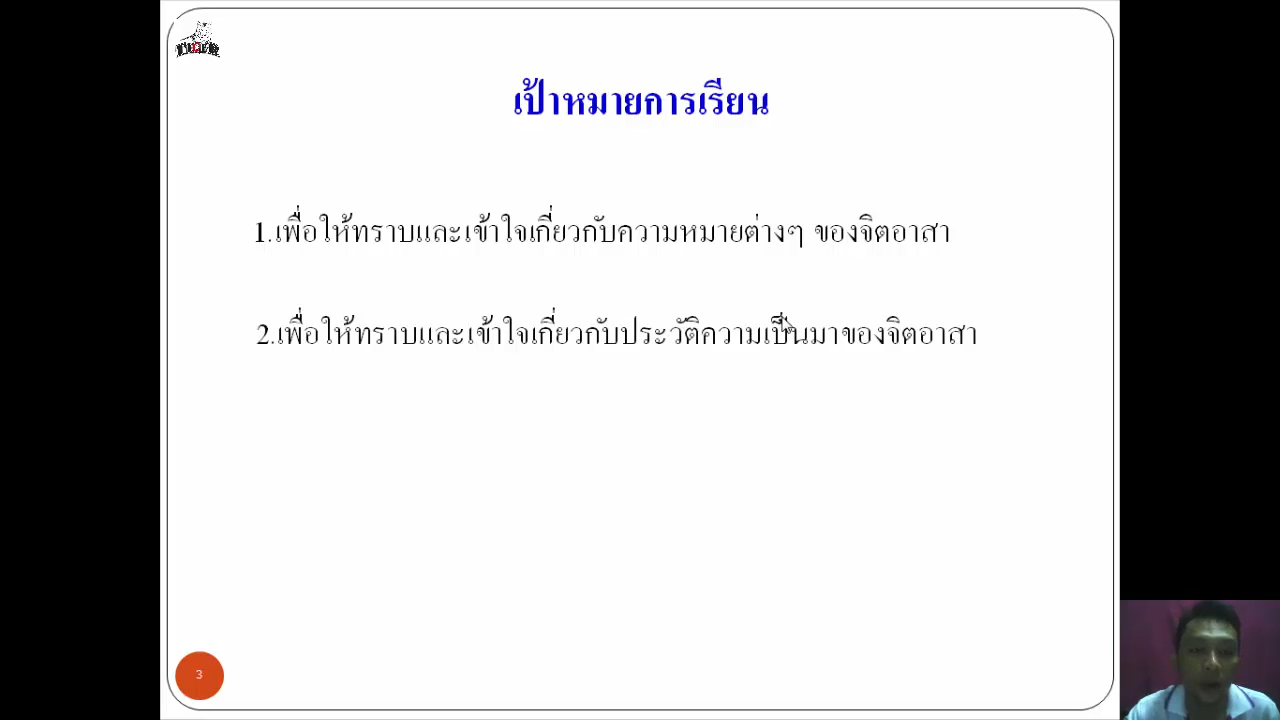 เป้าหมายการเรียน
1.เพื่อให้ทราบและเข้าใจเกี่ยวกับความหมายต่างๆ ของจิตอาสา
2.เพื่อให้ทราบและเข้าใจเกี่ยวกับประวัติความเป็นมาของจิตอาสา
3